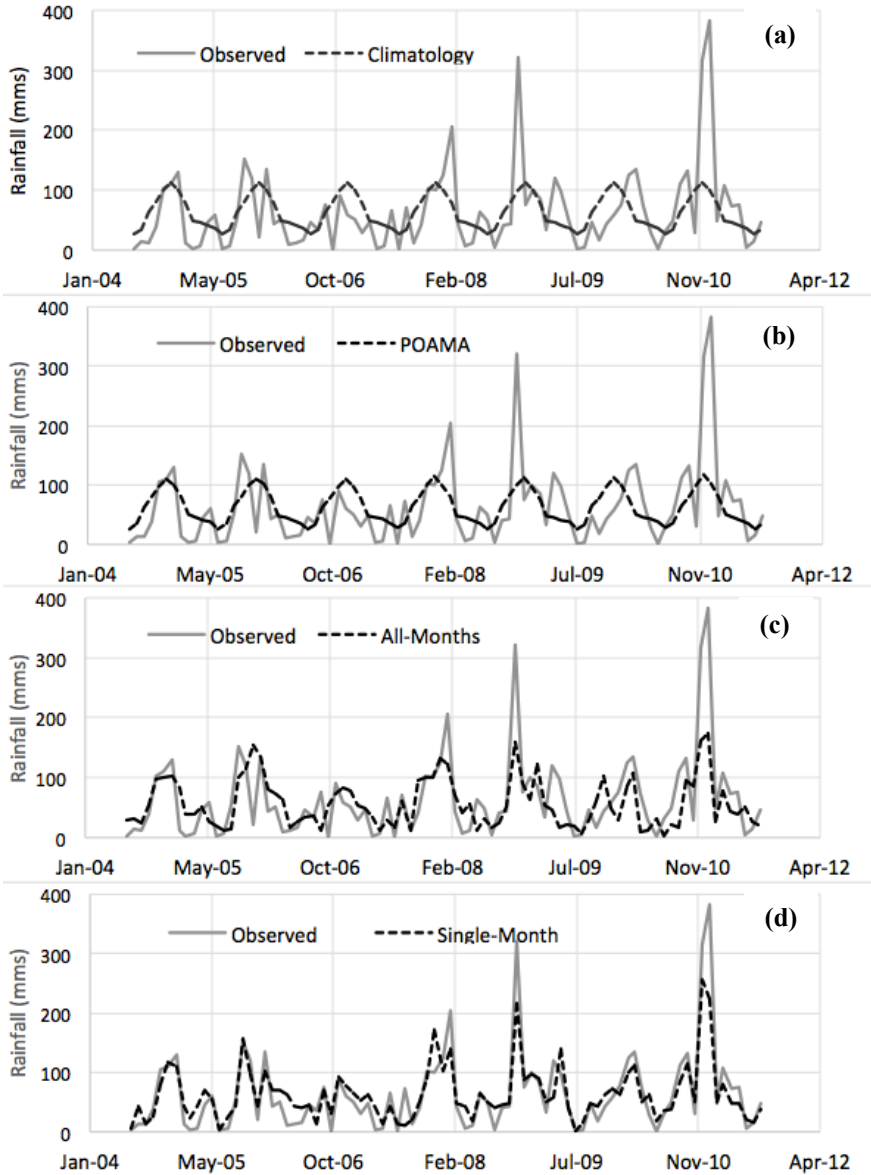 400
(a)
Observed Climatology
300
200
100
0
Rainfall (mms)
Jan-04 May-05 Oct-06 Feb-08 Jul-09 Nov-10 Apr-12
400
(b)
Observed POAMA
300
200
100
0
Rainfall (mms)
Jan-04 May-05 Oct-06 Feb-08 Jul-09 Nov-10 Apr-12
400
(c)
Observed All-Months
300
200
100
0
Rainfall (mms)
Jan-04 May-05 Oct-06 Feb-08 Jul-09 Nov-10 Apr-12
400
(d)
Observed Single-Month
300
200
100
0
Rainfall (mms)
Jan-04 May-05 Oct-06 Feb-08 Jul-09 Nov-10 Apr-12